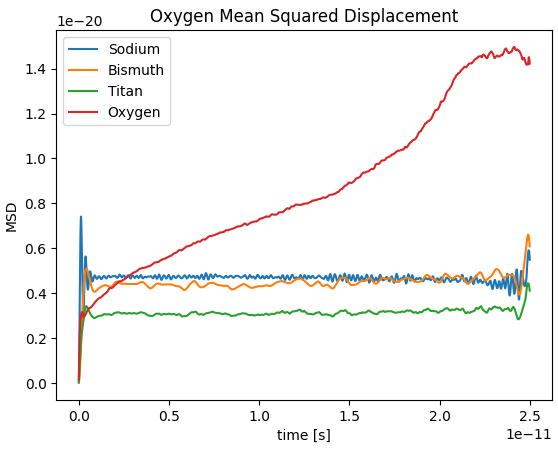 Oxygen Mean Squared Displacement
1e−20
Sodium
Bismuth
Titan
Oxygen
1.4
1.2
1.0
0.8
0.6
0.4
0.2
0.0
MSD
0.0 0.5 1.0 1.5 2.0 2.5
time [s]
1e−11